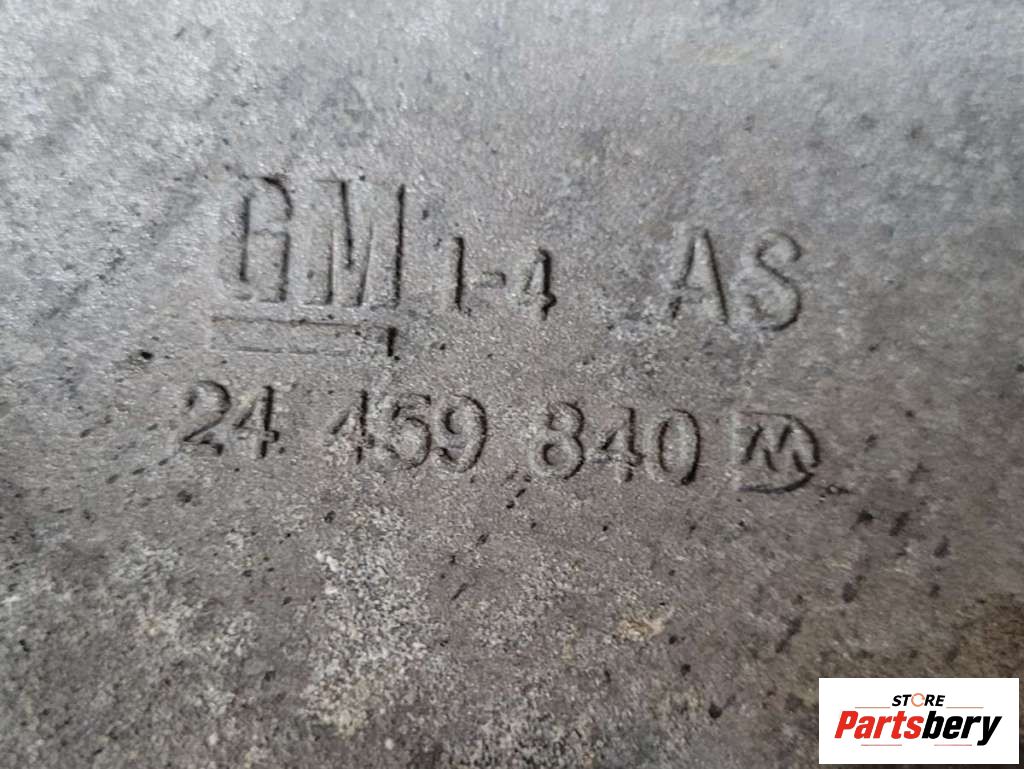 GM 1-4 AS
24 459 840
STORE
Partsbery